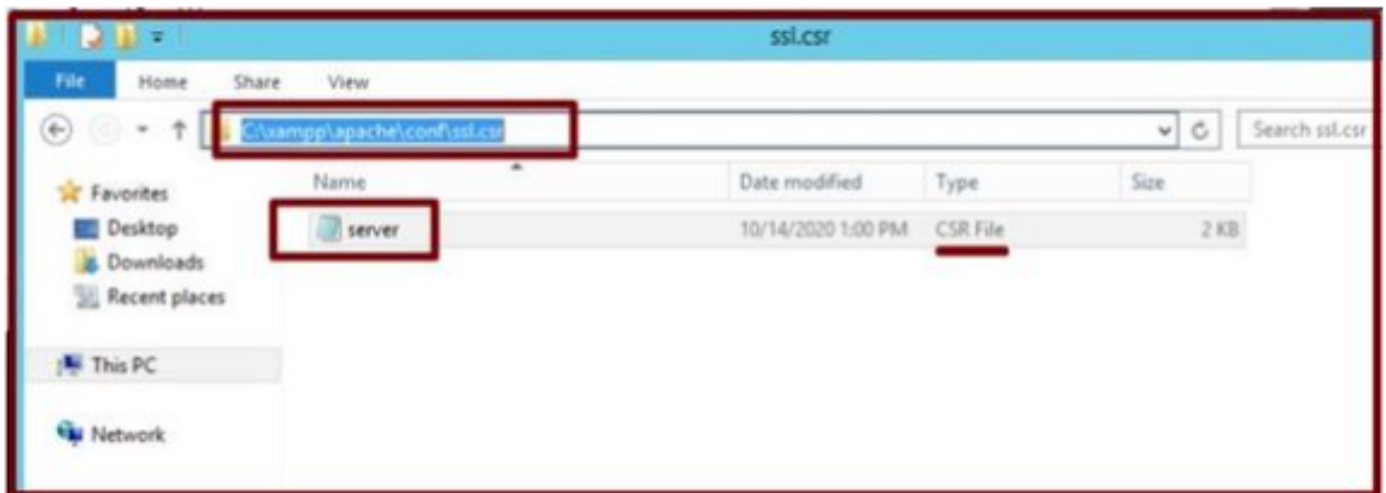 ssl.csr
File Home Share View
C:\xampp\apache\conf\ssl.csr Search ssl.csr
Name Date modified Type Size
Favorites
server 10/14/2020 1:00 PM CSR File 2 KB
Desktop
Downloads
Recent places
This PC
Network